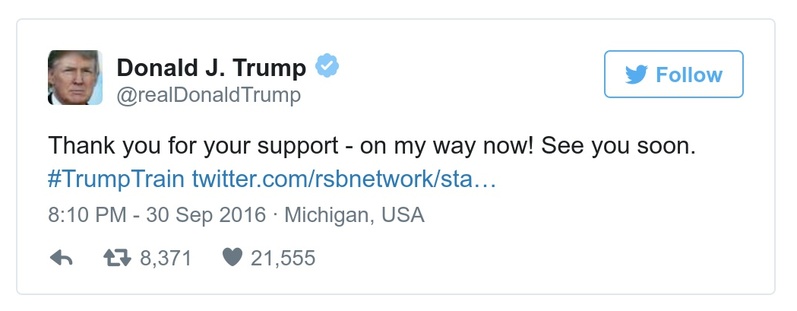 Donald J. Trump
@realDonaldTrump
Follow
Thank you for your support - on my way now! See you soon.
#TrumpTrain twitter.com/rsbnetwork/sta…
8:10 PM - 30 Sep 2016 · Michigan, USA
8,371 21,555